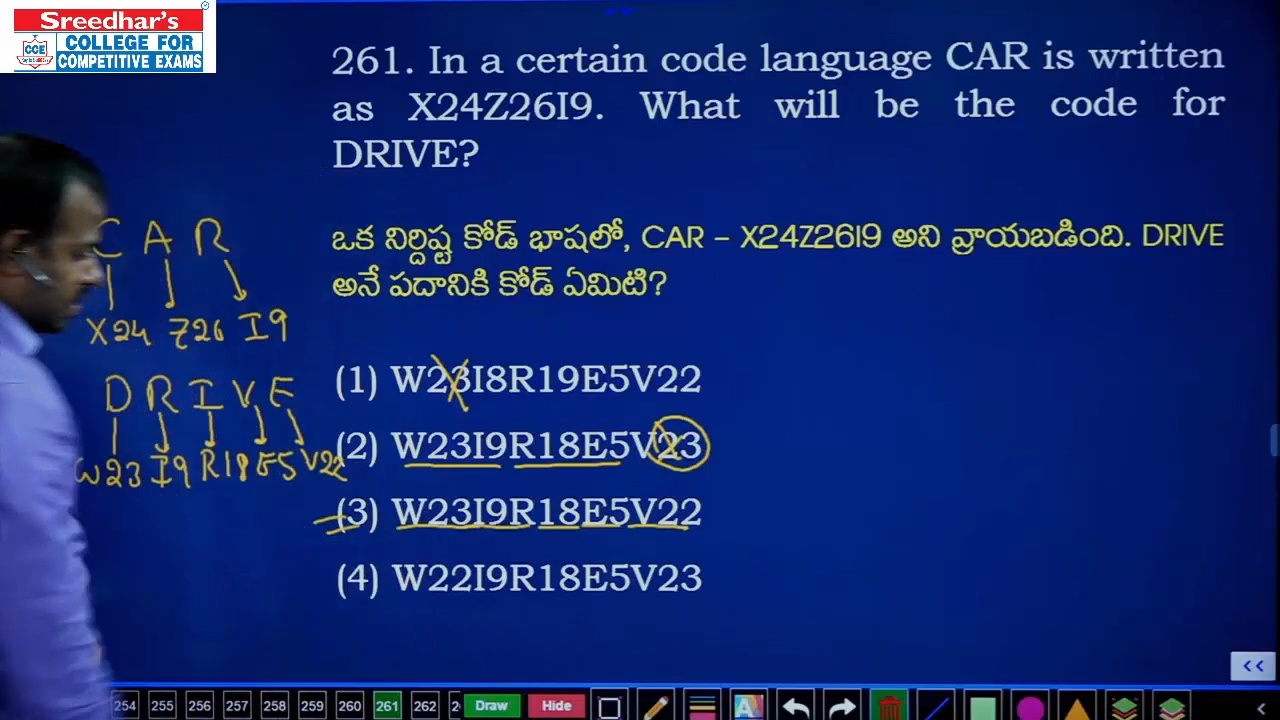 Sreedhar's
CCE
COLLEGE FOR
COMPETITIVE EXAMS
261. In a certain code language CAR is written
as X24Z26I9. What will be the code for
DRIVE?
ఒక నిర్దిష్ట కోడ్ భాషలో, CAR – X24Z26I9 అని వ్రాయబడింది. DRIVE
అనే పదానికి కోడ్ ఏమిటి?
C A R
X24 Z26 I9
D R I V E
W23 I9 R18 E5 V22
(1) W23I8R19E5V22
(2) W23I9R18E5V23
(3) W23I9R18E5V22
(4) W22I9R18E5V23
<<
254 255 256 257 258 259 260 261 262 2 Draw Hide A <